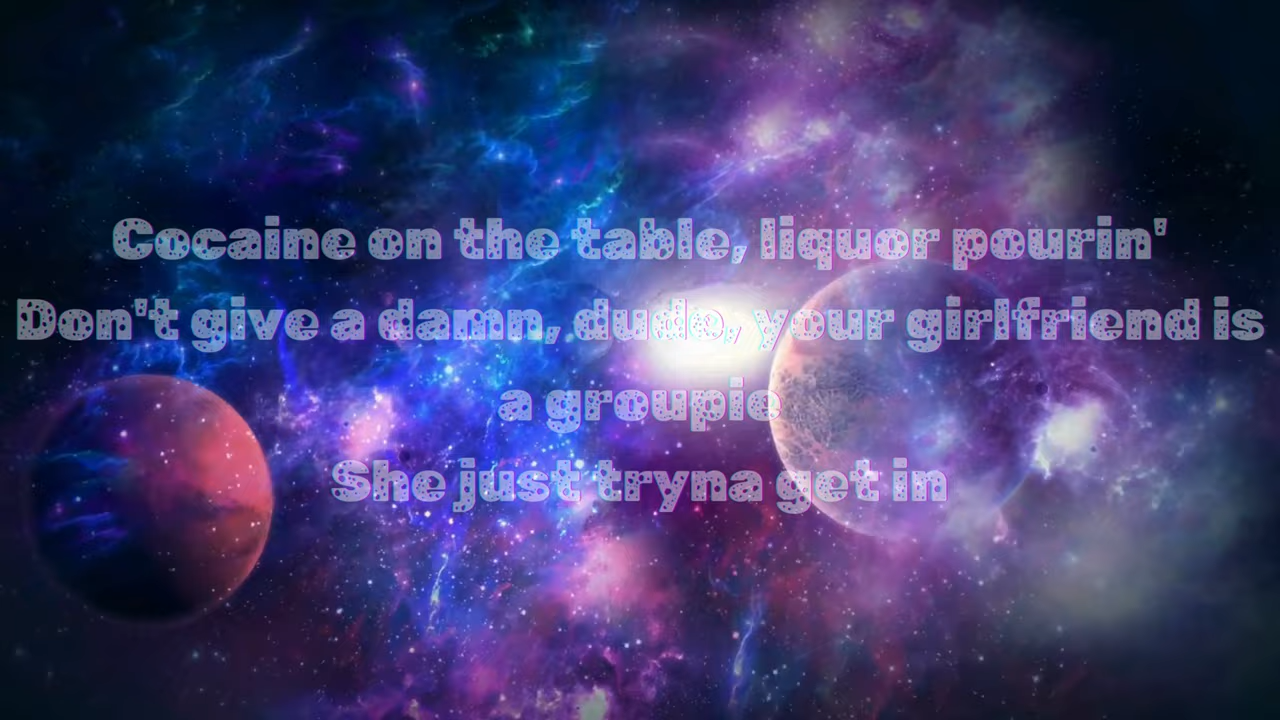 Cocaine on the table, liquor pourin'
Don't give a damn, dude, your girlfriend is
a groupie
She just tryna get in